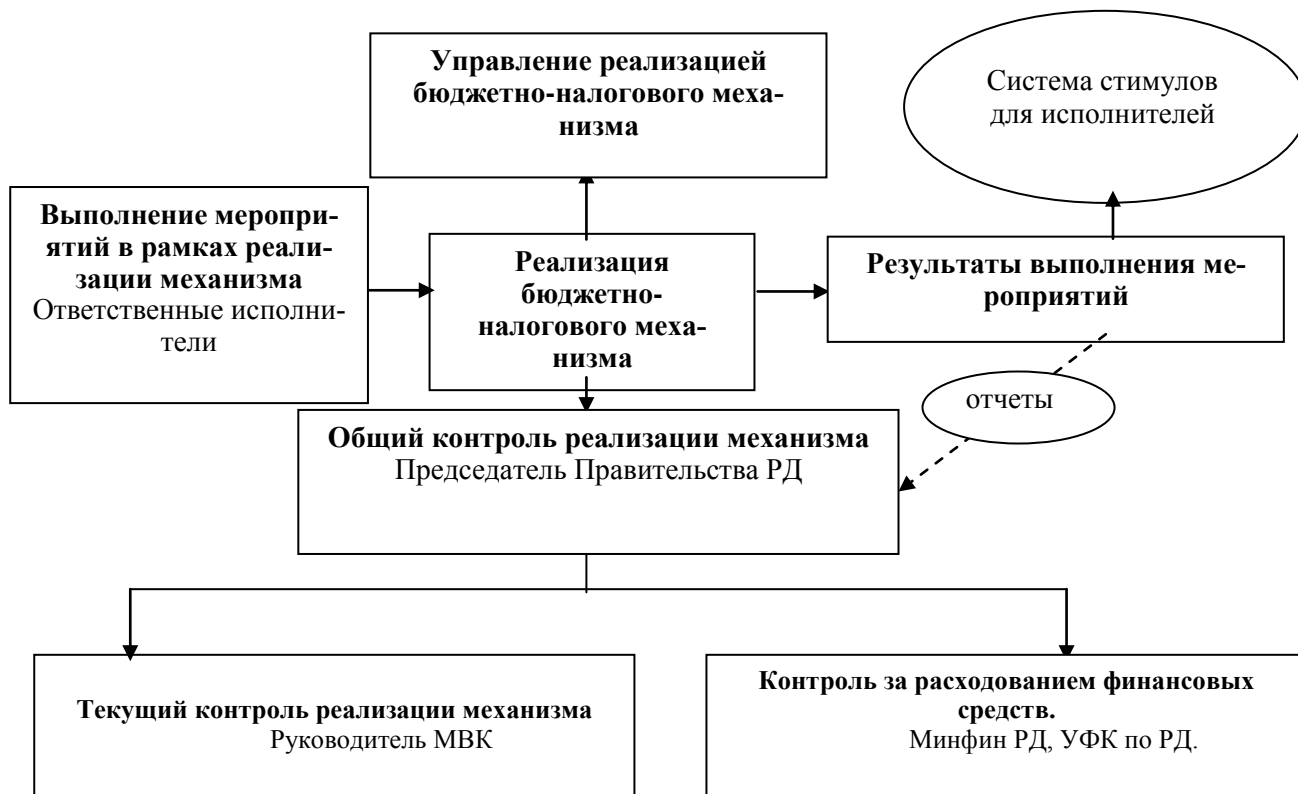 Управление реализацией
бюджетно-налогового меха-
низма
Система стимулов
для исполнителей
Выполнение меропри-
ятий в рамках реали-
зации механизма
Ответственные исполни-
тели
Реализация
бюджетно-
налогового меха-
низма
Результаты выполнения ме-
роприятий
отчеты
Общий контроль реализации механизма
Председатель Правительства РД
Текущий контроль реализации механизма
Руководитель МВК
Контроль за расходованием финансовых
средств.
Минфин РД, УФК по РД.